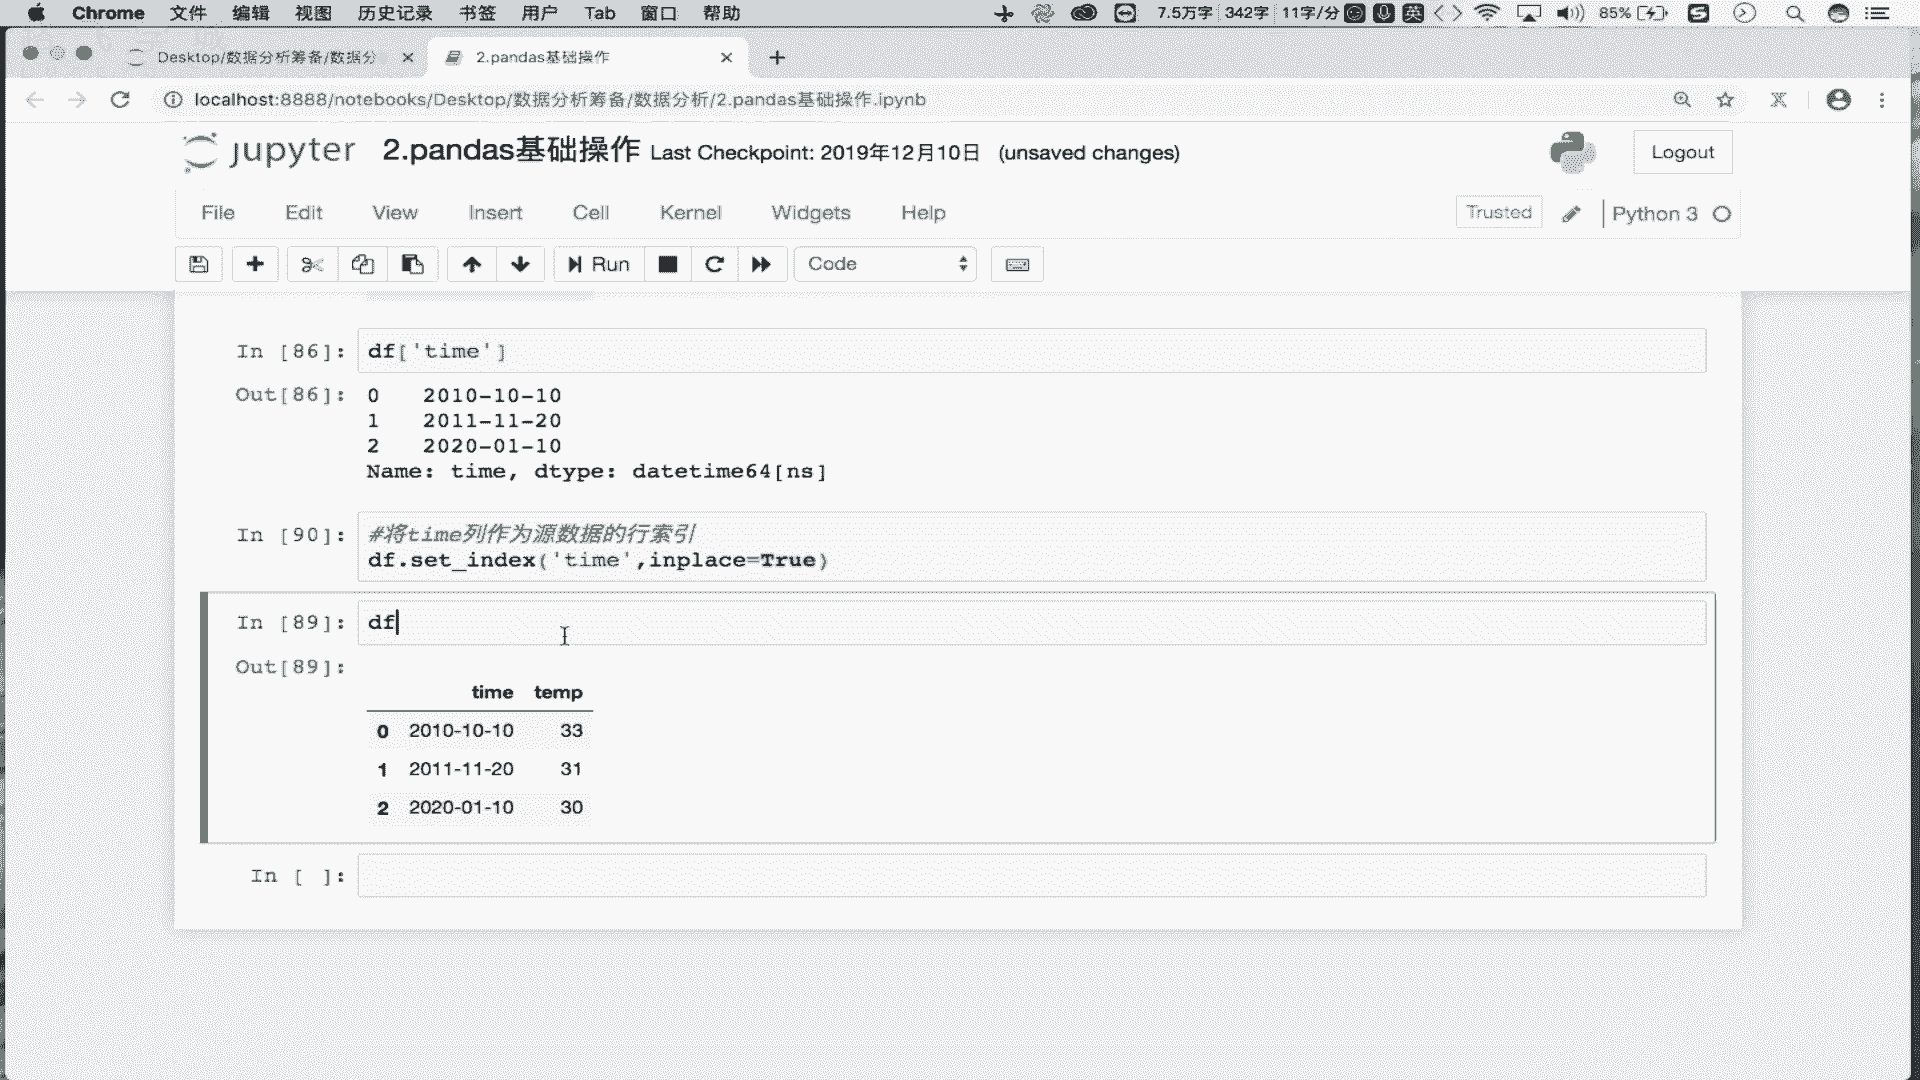 Chrome 文件 编辑 视图 历史记录 书签 用户 Tab 窗口 帮助 7.5万字 342字 11字/分 英 85%
Desktop/数据分析筹备/数据分 2.pandas基础操作
localhost:8888/notebooks/Desktop/数据分析筹备/数据分析/2.pandas基础操作.ipynb
jupyter 2.pandas基础操作 Last Checkpoint: 2019年12月10日 (unsaved changes) Logout
File Edit View Insert Cell Kernel Widgets Help Trusted Python 3
Run Code
In [86]: df['time']
Out[86]: 0 2010-10-10
1 2011-11-20
2 2020-01-10
Name: time, dtype: datetime64[ns]
In [90]: #将time列作为源数据的行索引
df.set_index('time',inplace=True)
In [89]: df
Out[89]:
time temp
0 2010-10-10 33
1 2011-11-20 31
2 2020-01-10 30
In [ ]: